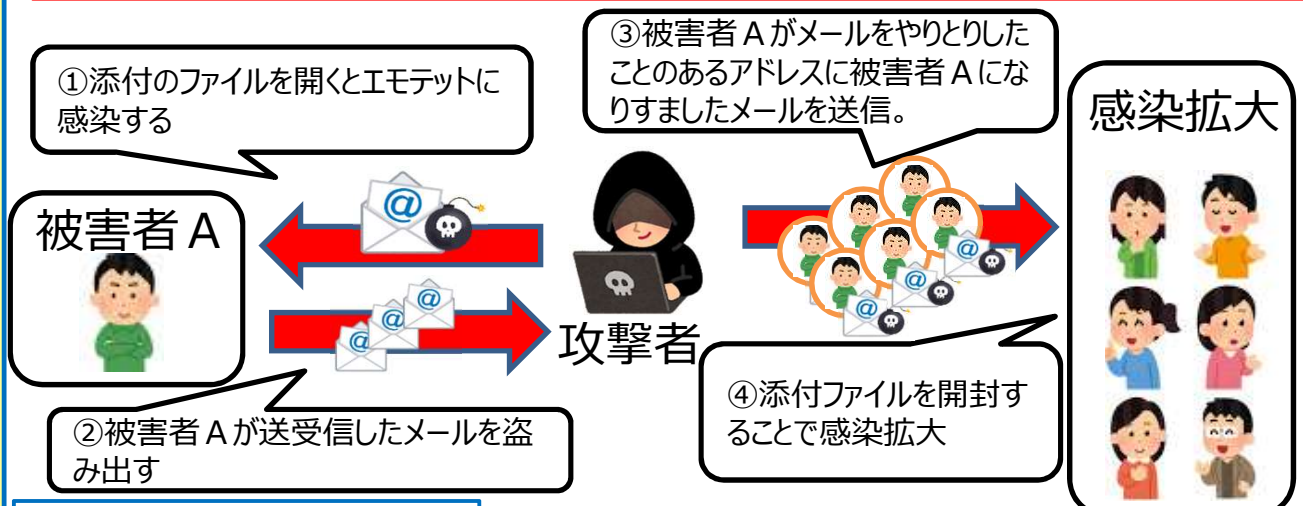 ①添付のファイルを開くとエモテットに
感染する
③被害者Aがメールをやりとりした
ことのあるアドレスに被害者Aにな
りすましたメールを送信。
感染拡大
被害者A
@
@
@
@
攻撃者
@
@
@
②被害者Aが送受信したメールを盗
み出す
④添付ファイルを開封す
ることで感染拡大